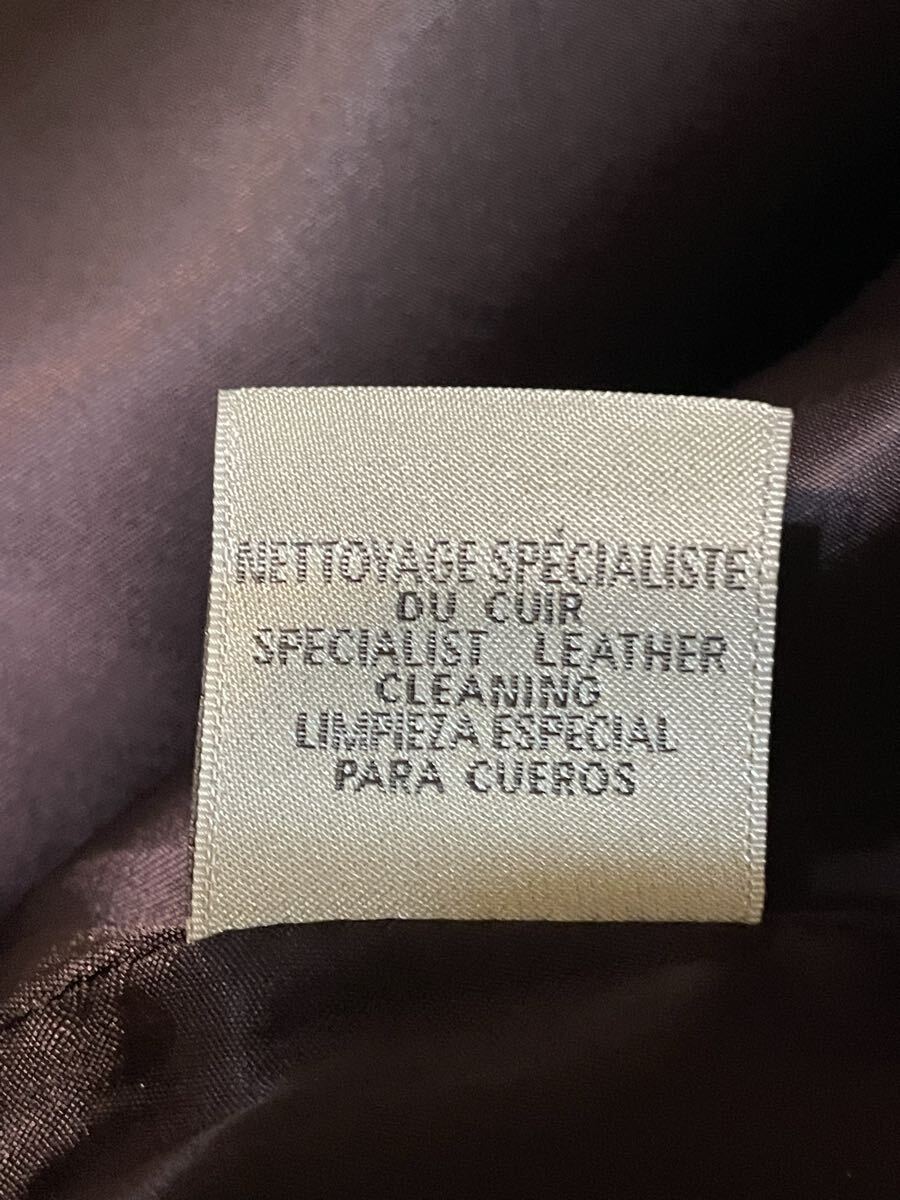 NETTOYAGE SPÉCIALISTE
DU CUIR
SPECIALIST LEATHER
CLEANING
LIMPIEZA ESPECIAL
PARA CUEROS